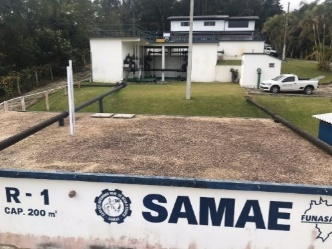 R - 1
CAP. 200 m³
SAMAE
FUNASA